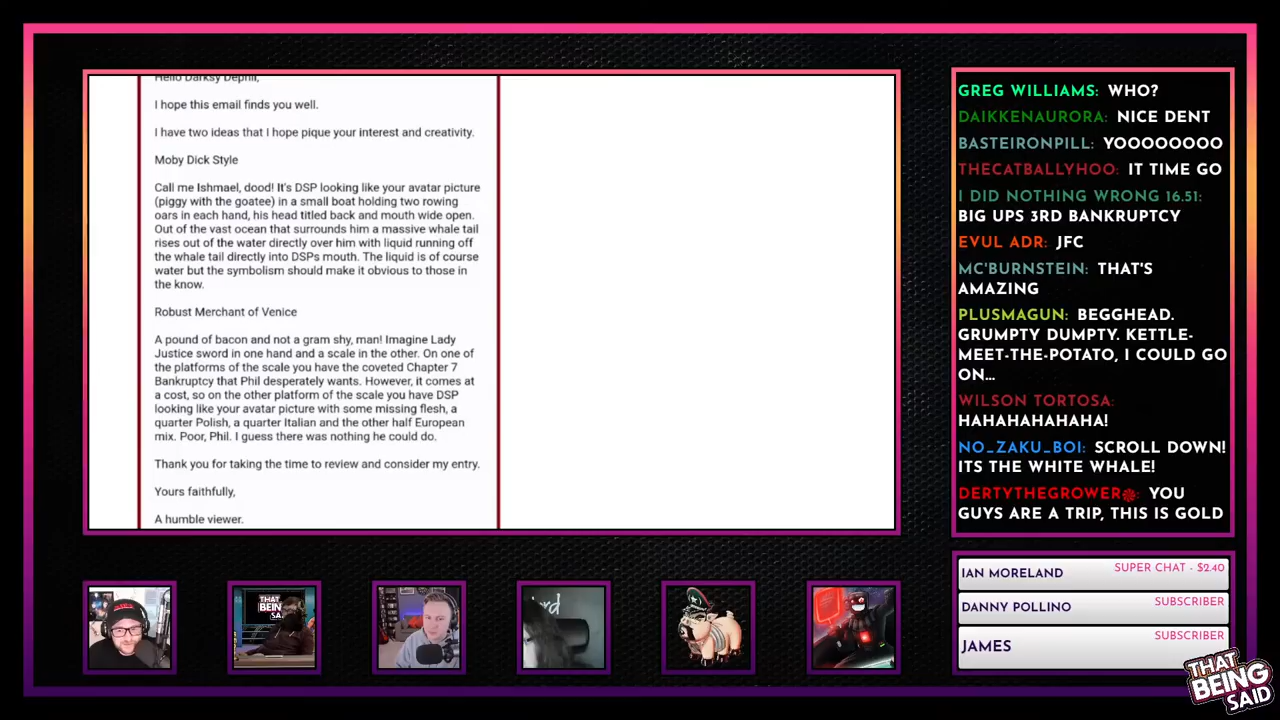 Hello Darksy Dephil,
I hope this email finds you well.
I have two ideas that I hope pique your interest and creativity.
Moby Dick Style
Call me Ishmael, dood! It's DSP looking like your avatar picture
(piggy with the goatee) in a small boat holding two rowing
oars in each hand, his head titled back and mouth wide open.
Out of the vast ocean that surrounds him a massive whale tail
rises out of the water directly over him with liquid running off
the whale tail directly into DSPs mouth. The liquid is of course
water but the symbolism should make it obvious to those in
the know.
Robust Merchant of Venice
A pound of bacon and not a gram shy, man! Imagine Lady
Justice sword in one hand and a scale in the other. On one of
the platforms of the scale you have the coveted Chapter 7
Bankruptcy that Phil desperately wants. However, it comes at
a cost, so on the other platform of the scale you have DSP
looking like your avatar picture with some missing flesh, a
quarter Polish, a quarter Italian and the other half European
mix. Poor, Phil. I guess there was nothing he could do.
Thank you for taking the time to review and consider my entry.
Yours faithfully,
A humble viewer.
GREG WILLIAMS: WHO?
DAIKKENAURORA: NICE DENT
BASTEIRONPILL: YOOOOOOOO
THECATBALLYHOO: IT TIME GO
I DID NOTHING WRONG 16.51:
BIG UPS 3RD BANKRUPTCY
EVUL ADR: JFC
MC'BURNSTEIN: THAT'S
AMAZING
PLUSMAGUN: BEGGHEAD.
GRUMPTY DUMPTY. KETTLE-
MEET-THE-POTATO, I COULD GO
ON...
WILSON TORTOSA:
HAHAHAHAHA!
NO_ZAKU_BOI: SCROLL DOWN!
ITS THE WHITE WHALE!
DERTYTHEGROWER: YOU
GUYS ARE A TRIP, THIS IS GOLD
IAN MORELAND SUPER CHAT - $2.40
DANNY POLLINO SUBSCRIBER
JAMES SUBSCRIBER
THAT
BEING
SAID